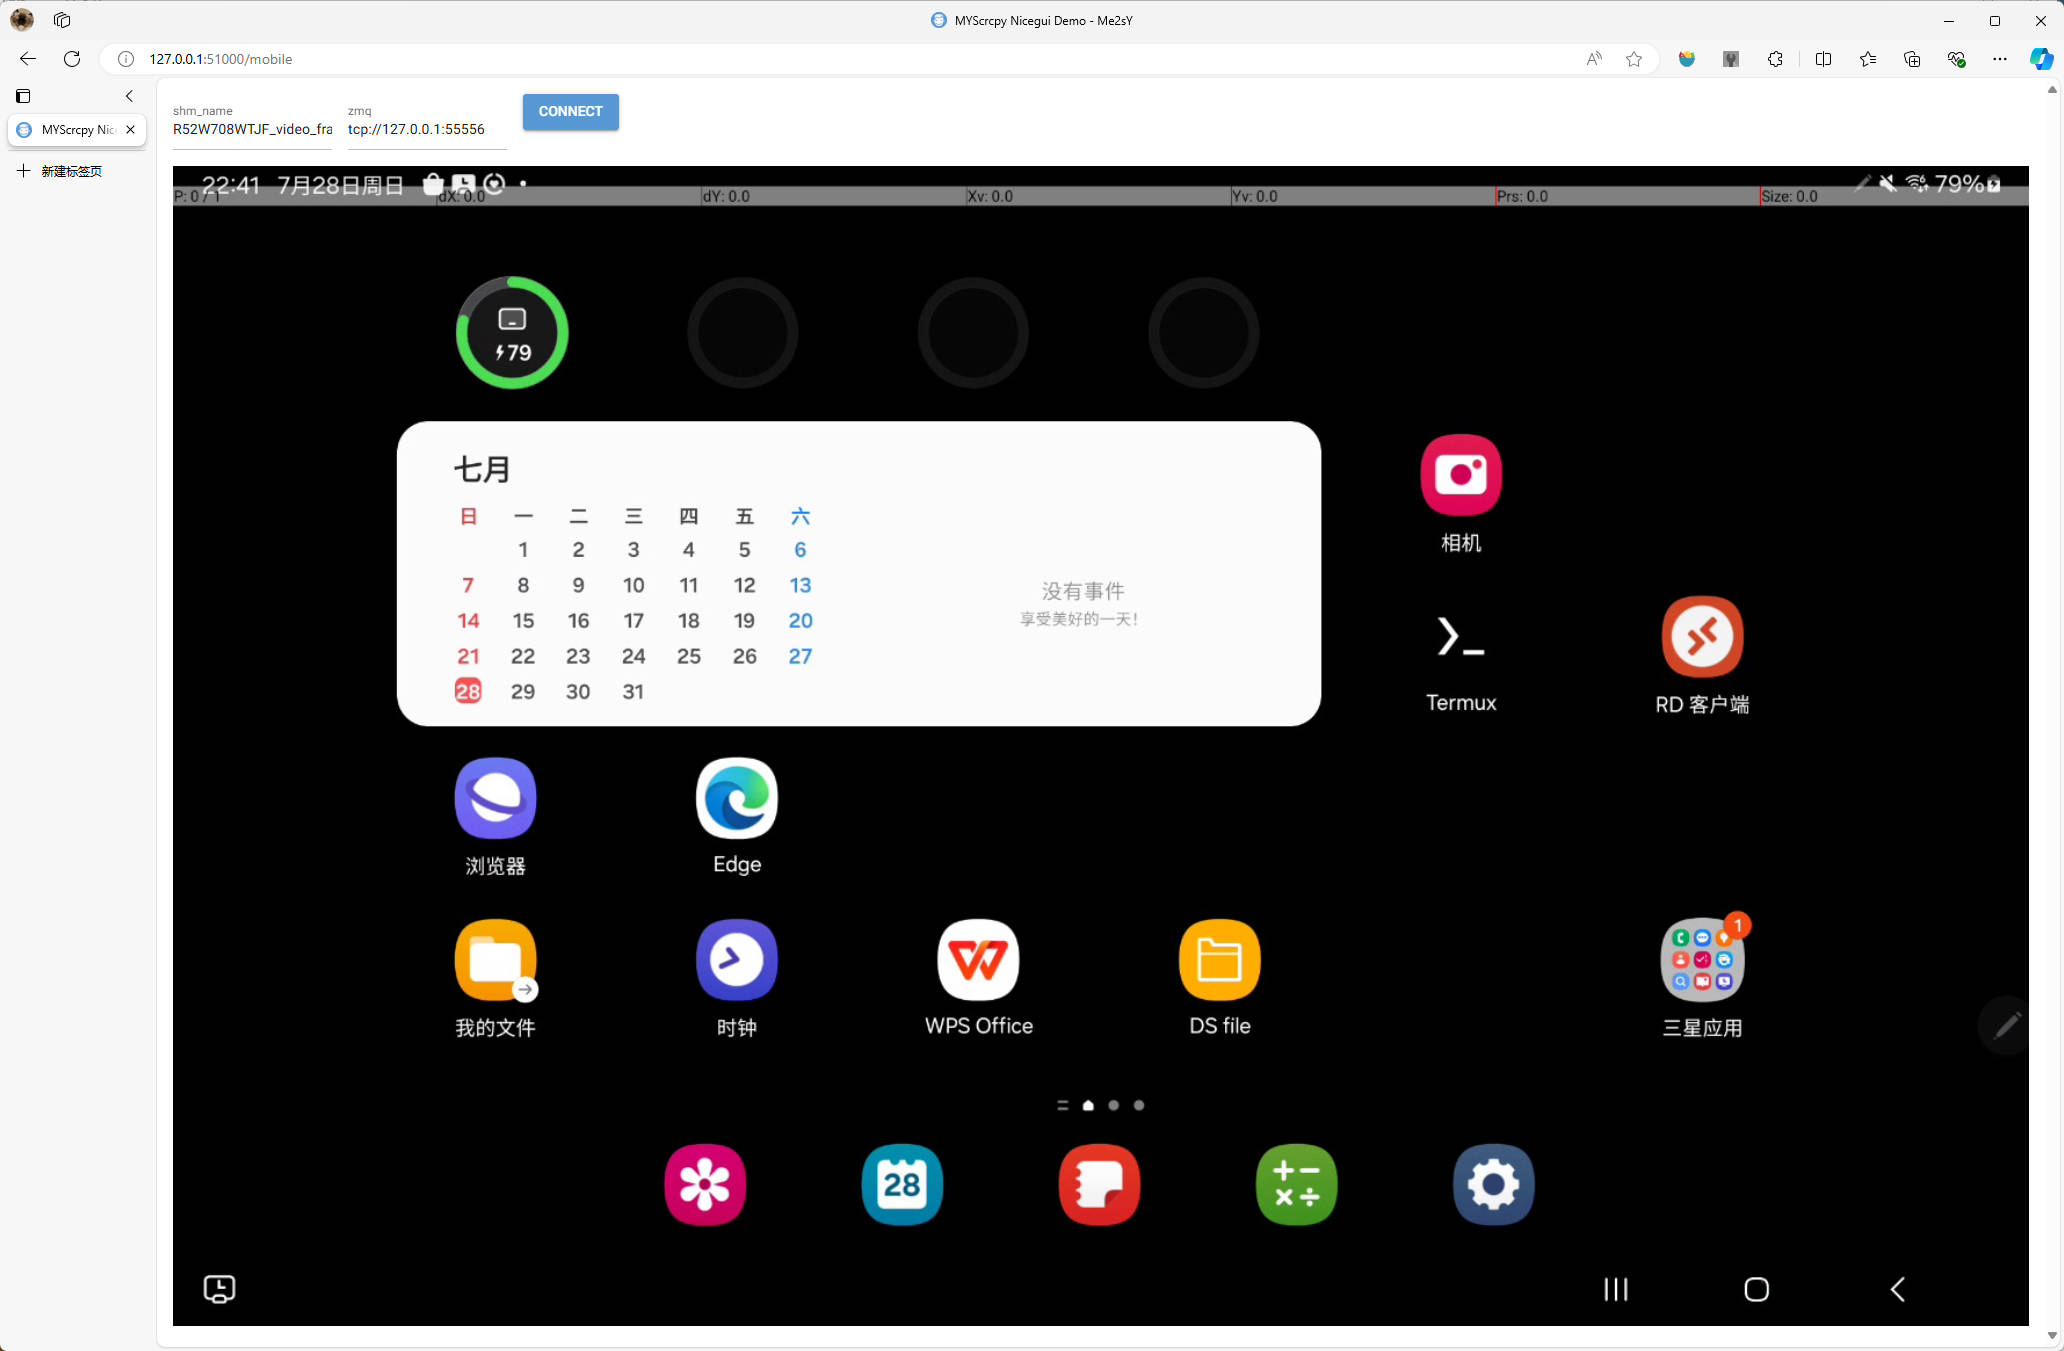 MYScrcpy Nicegui Demo - Me2sY
127.0.0.1:51000/mobile
MYScrcpy Nic
新建标签页
shm_name
R52W708WTJF_video_fra
zmq
tcp://127.0.0.1:55556
CONNECT
22:41 7月28日周日
79%
P: 0 / 1
dX: 0.0
dY: 0.0
Xv: 0.0
Yv: 0.0
Prs: 0.0
Size: 0.0
79
七月
日 一 二 三 四 五 六
1 2 3 4 5 6
7 8 9 10 11 12 13
14 15 16 17 18 19 20
21 22 23 24 25 26 27
28 29 30 31
没有事件
享受美好的一天!
相机
Termux
RD 客户端
浏览器
Edge
1
我的文件
时钟
WPS Office
DS file
三星应用
28